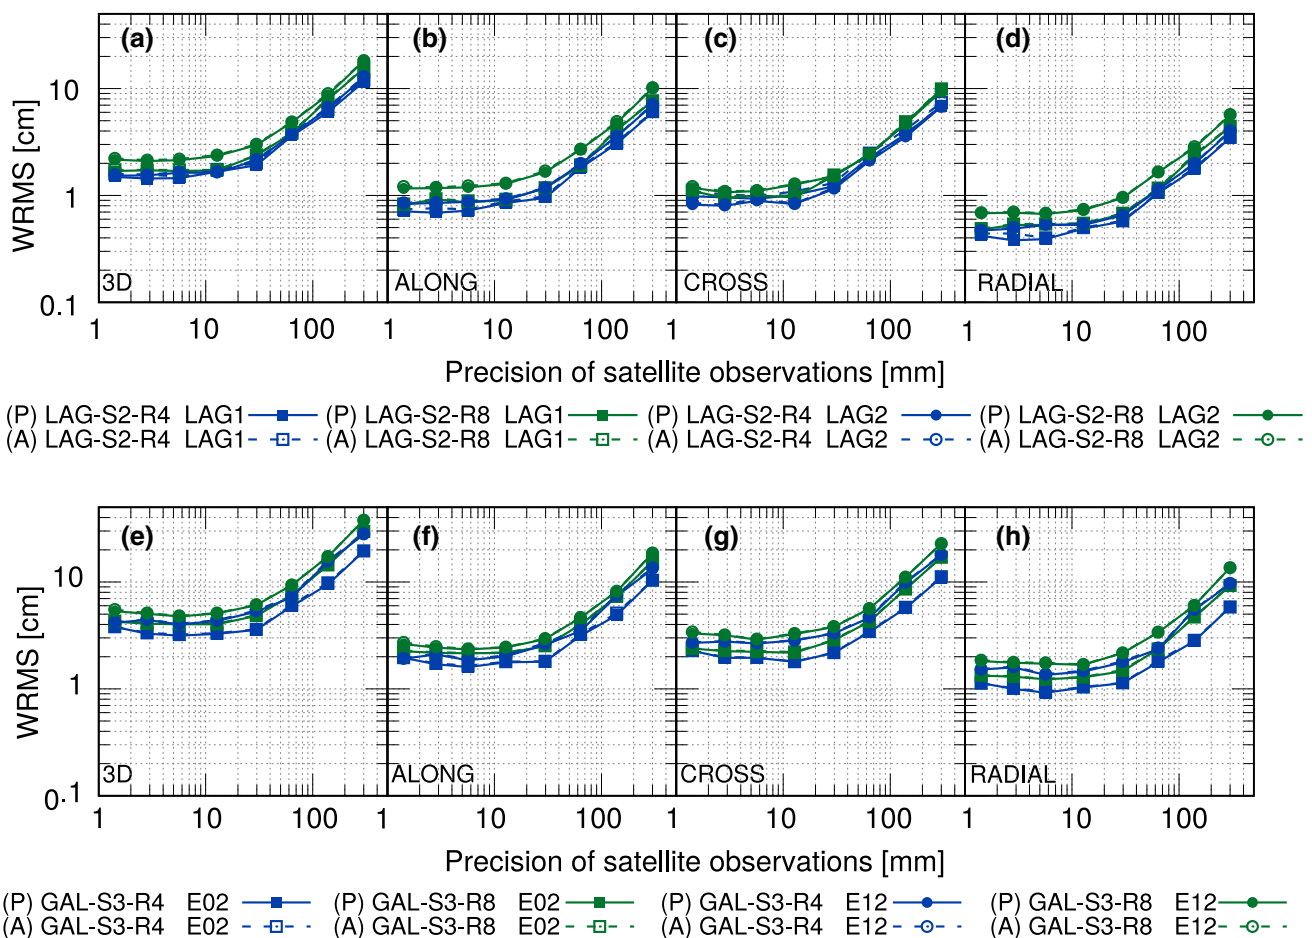 (a) (b) (c) (d)
10
1
0.1
WRMS [cm]
3D ALONG CROSS RADIAL
1 10 100 1 10 100 1 10 100 1 10 100
Precision of satellite observations [mm]
(P) LAG-S2-R4 LAG1 (P) LAG-S2-R8 LAG1 (P) LAG-S2-R4 LAG2 (P) LAG-S2-R8 LAG2
(A) LAG-S2-R4 LAG1 (A) LAG-S2-R8 LAG1 (A) LAG-S2-R4 LAG2 (A) LAG-S2-R8 LAG2
(e) (f) (g) (h)
10
1
0.1
WRMS [cm]
3D ALONG CROSS RADIAL
1 10 100 1 10 100 1 10 100 1 10 100
Precision of satellite observations [mm]
(P) GAL-S3-R4 E02 (P) GAL-S3-R8 E02 (P) GAL-S3-R4 E12 (P) GAL-S3-R8 E12
(A) GAL-S3-R4 E02 (A) GAL-S3-R8 E02 (A) GAL-S3-R4 E12 (A) GAL-S3-R8 E12